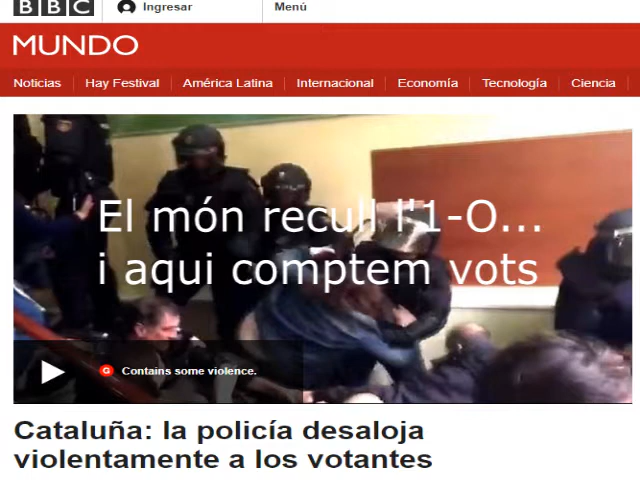 BBC Ingresar Menú
MUNDO
Noticias Hay Festival América Latina Internacional Economía Tecnología Ciencia
El món recull l'1-O...
i aqui comptem vots
G Contains some violence.
Cataluña: la policía desaloja
violentamente a los votantes